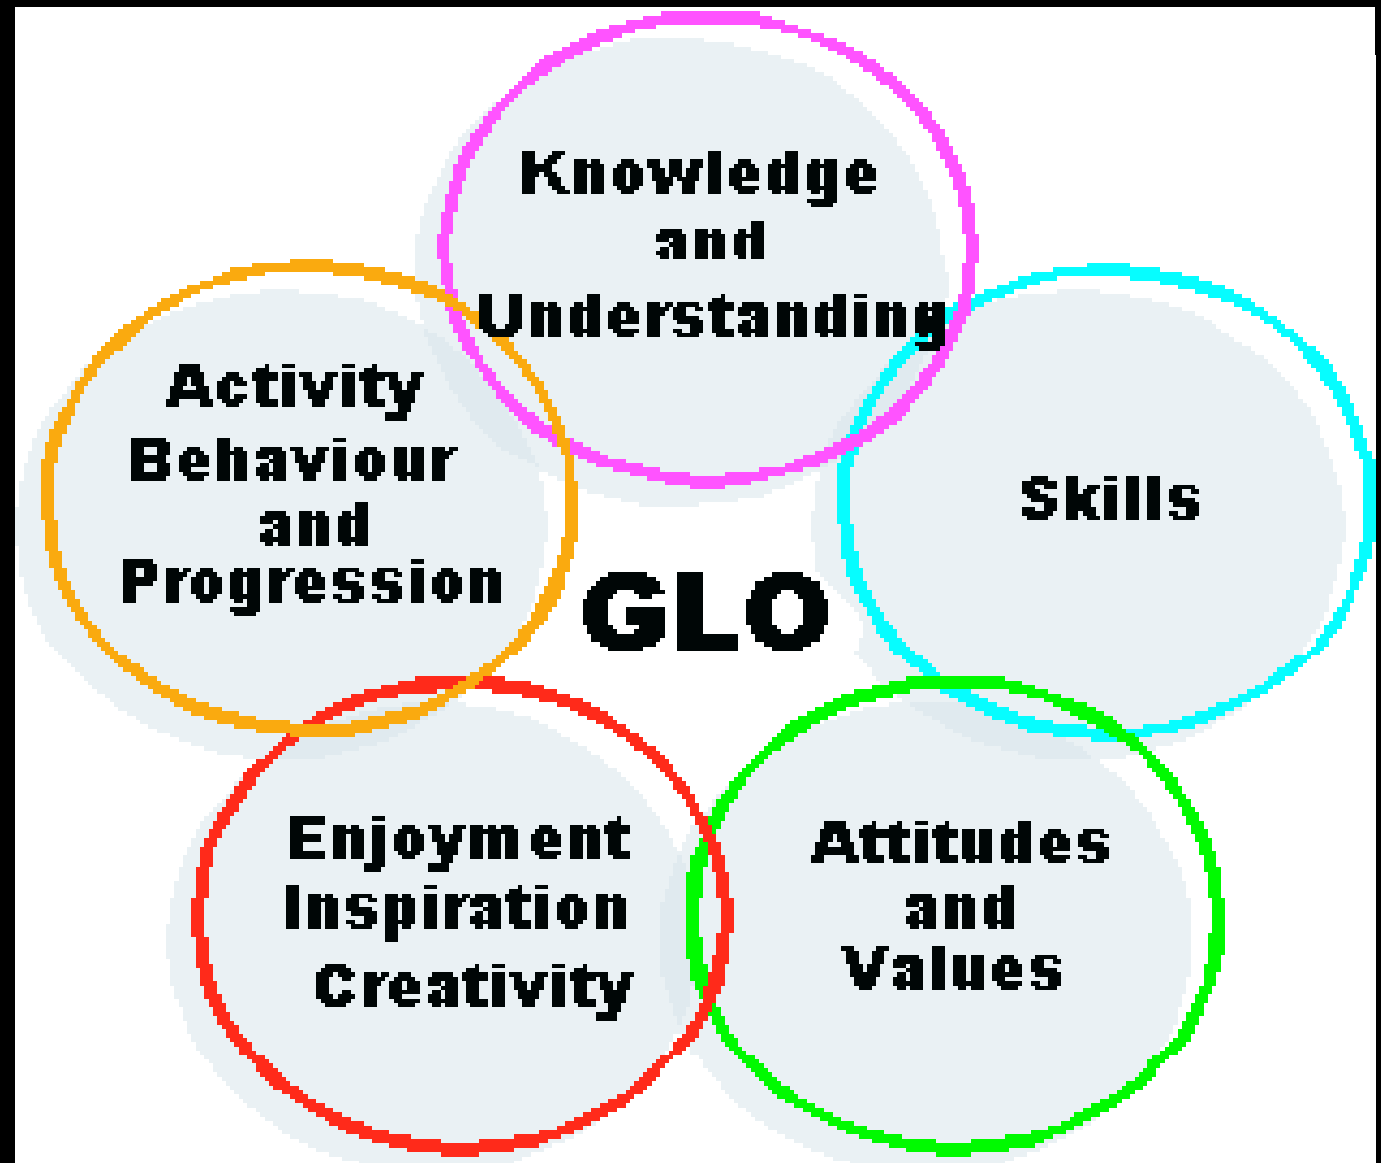 Knowledge
and
Understanding
Activity
Behaviour
and
Progression
Skills
GLO
Enjoyment
Inspiration
Creativity
Attitudes
and
Values